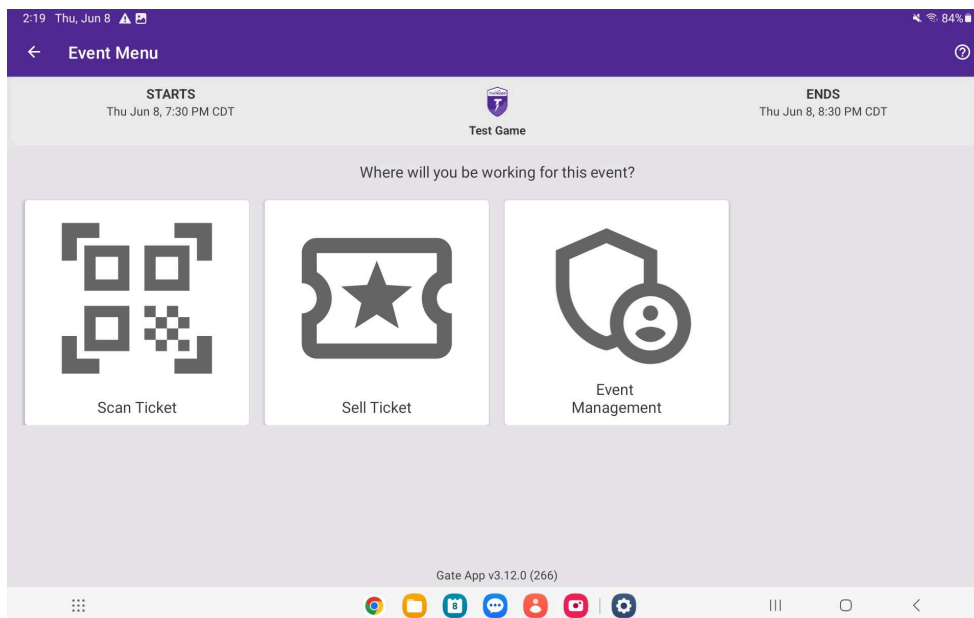 2:19 Thu, Jun 8 84%
Event Menu
STARTS
Thu Jun 8, 7:30 PM CDT
Test Game
ENDS
Thu Jun 8, 8:30 PM CDT
Where will you be working for this event?
Scan Ticket
Sell Ticket
Event
Management
Gate App v3.12.0 (266)
8